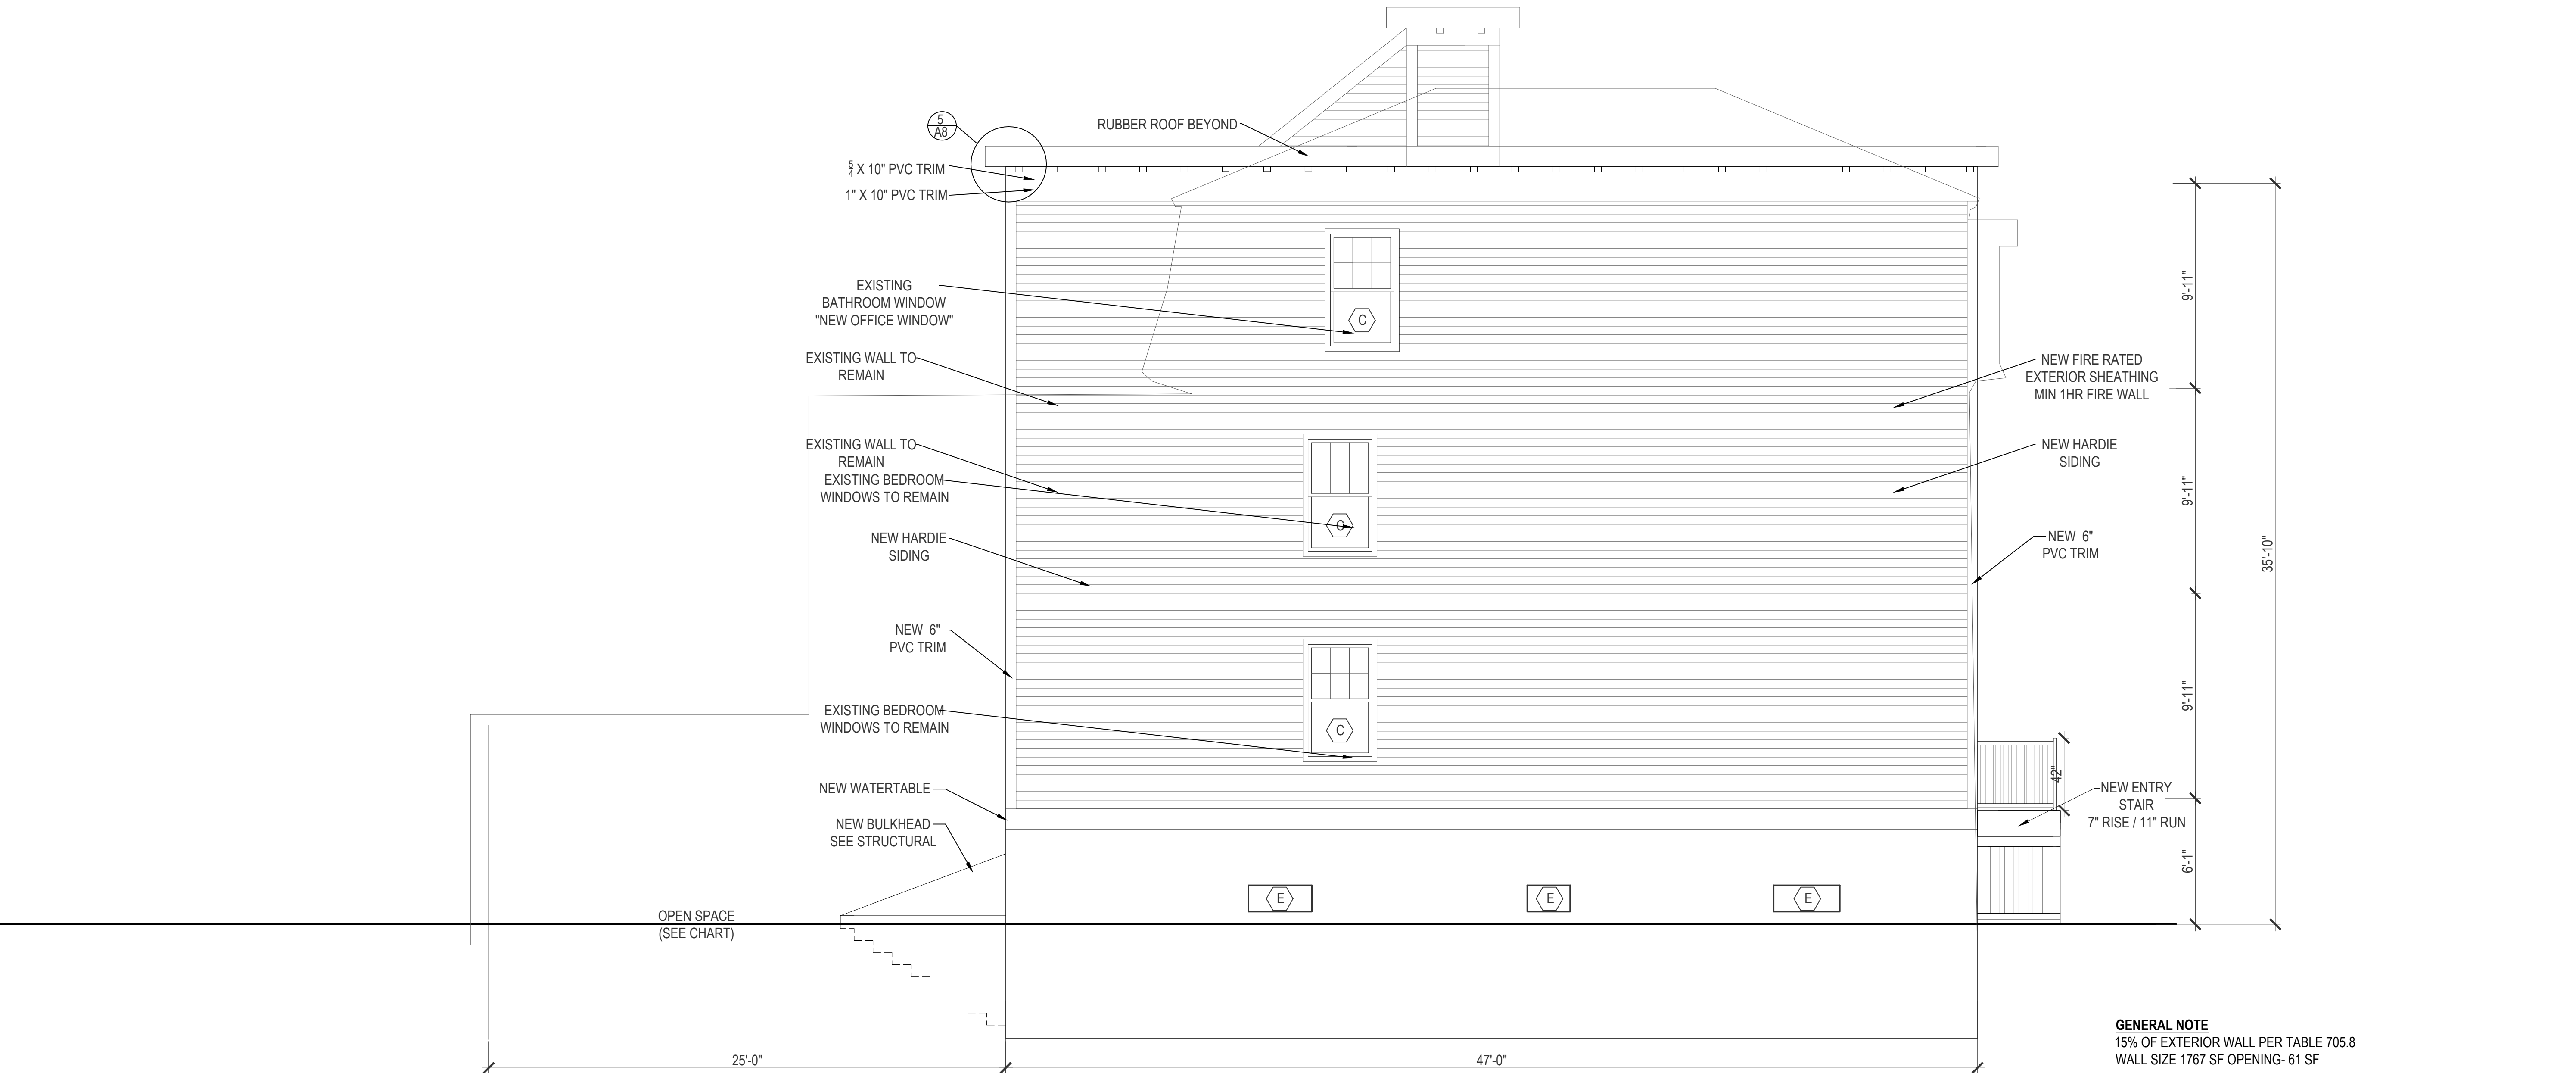 5
A8
RUBBER ROOF BEYOND
5/4 X 10" PVC TRIM
1" X 10" PVC TRIM
EXISTING
BATHROOM WINDOW
"NEW OFFICE WINDOW"
C
EXISTING WALL TO
REMAIN
EXISTING WALL TO
REMAIN
EXISTING BEDROOM
WINDOWS TO REMAIN
C
NEW HARDIE
SIDING
NEW 6"
PVC TRIM
EXISTING BEDROOM
WINDOWS TO REMAIN
C
NEW WATERTABLE
NEW BULKHEAD
SEE STRUCTURAL
OPEN SPACE
(SEE CHART)
E
E
E
NEW FIRE RATED
EXTERIOR SHEATHING
MIN 1HR FIRE WALL
NEW HARDIE
SIDING
NEW 6"
PVC TRIM
42"
NEW ENTRY
STAIR
7" RISE / 11" RUN
9'-11"
9'-11"
9'-11"
6'-1"
35'-10"
25'-0"
47'-0"
GENERAL NOTE
15% OF EXTERIOR WALL PER TABLE 705.8
WALL SIZE 1767 SF OPENING- 61 SF